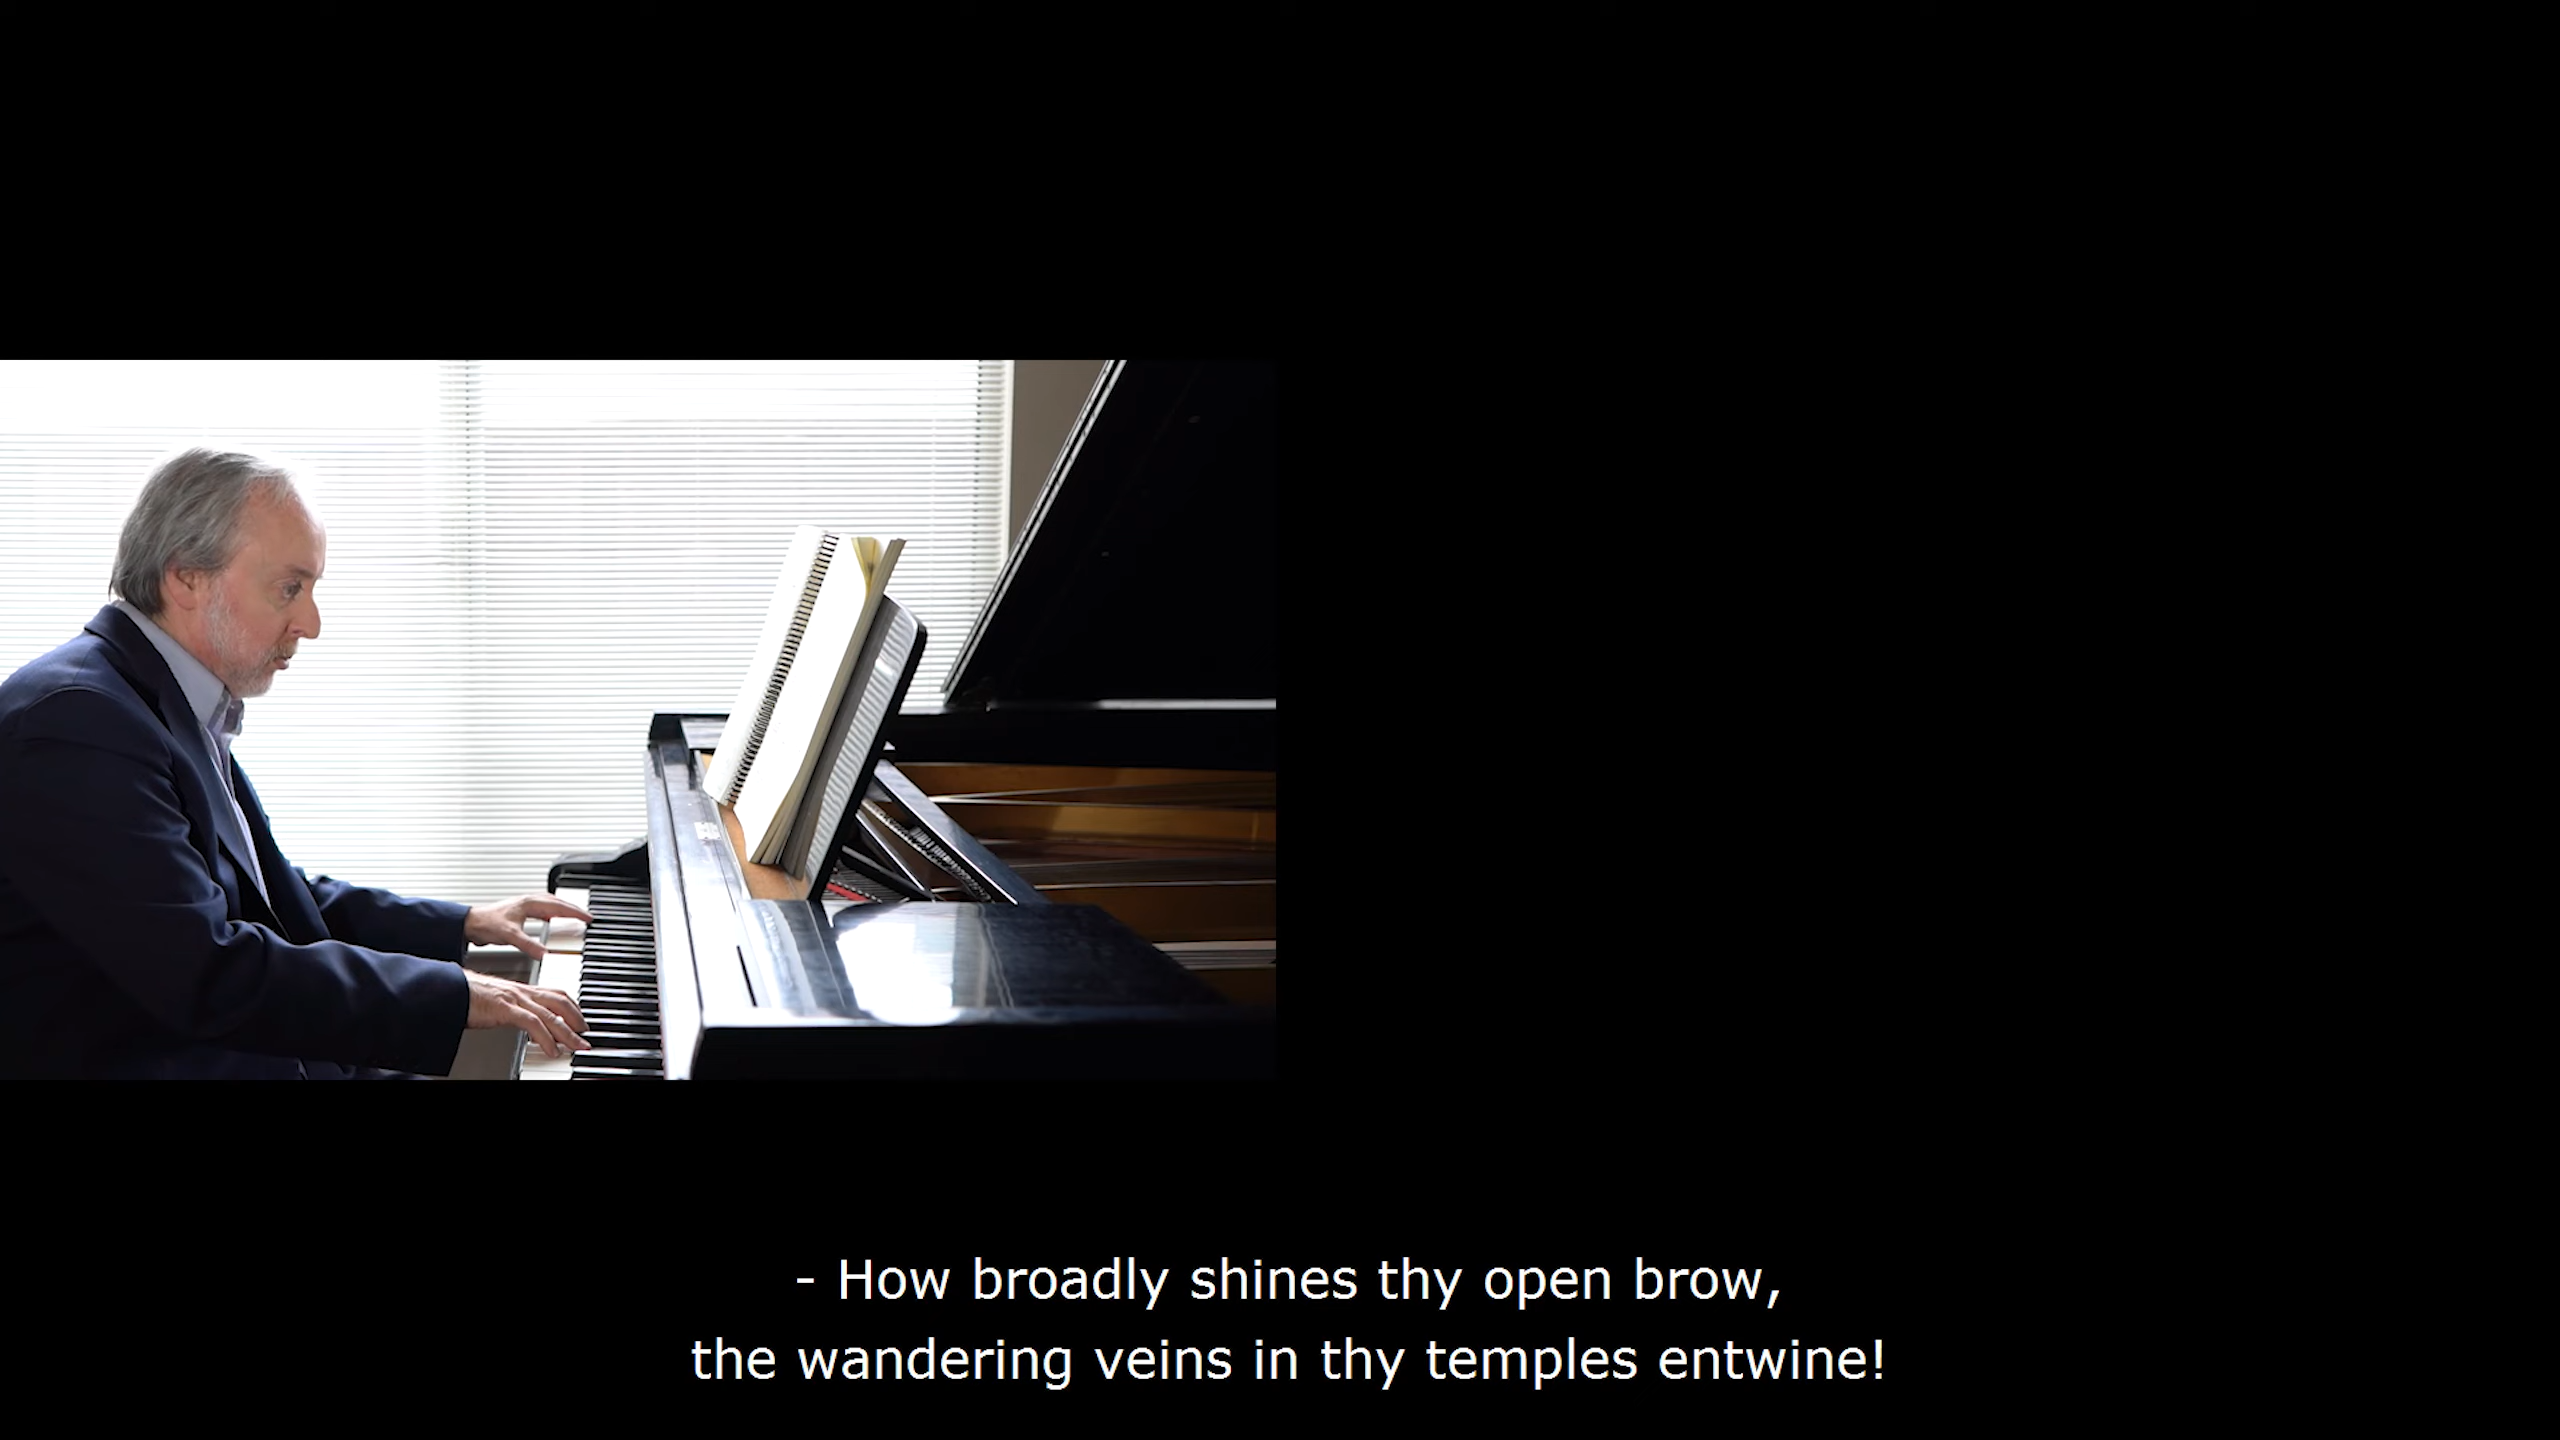 - How broadly shines thy open brow,
the wandering veins in thy temples entwine!